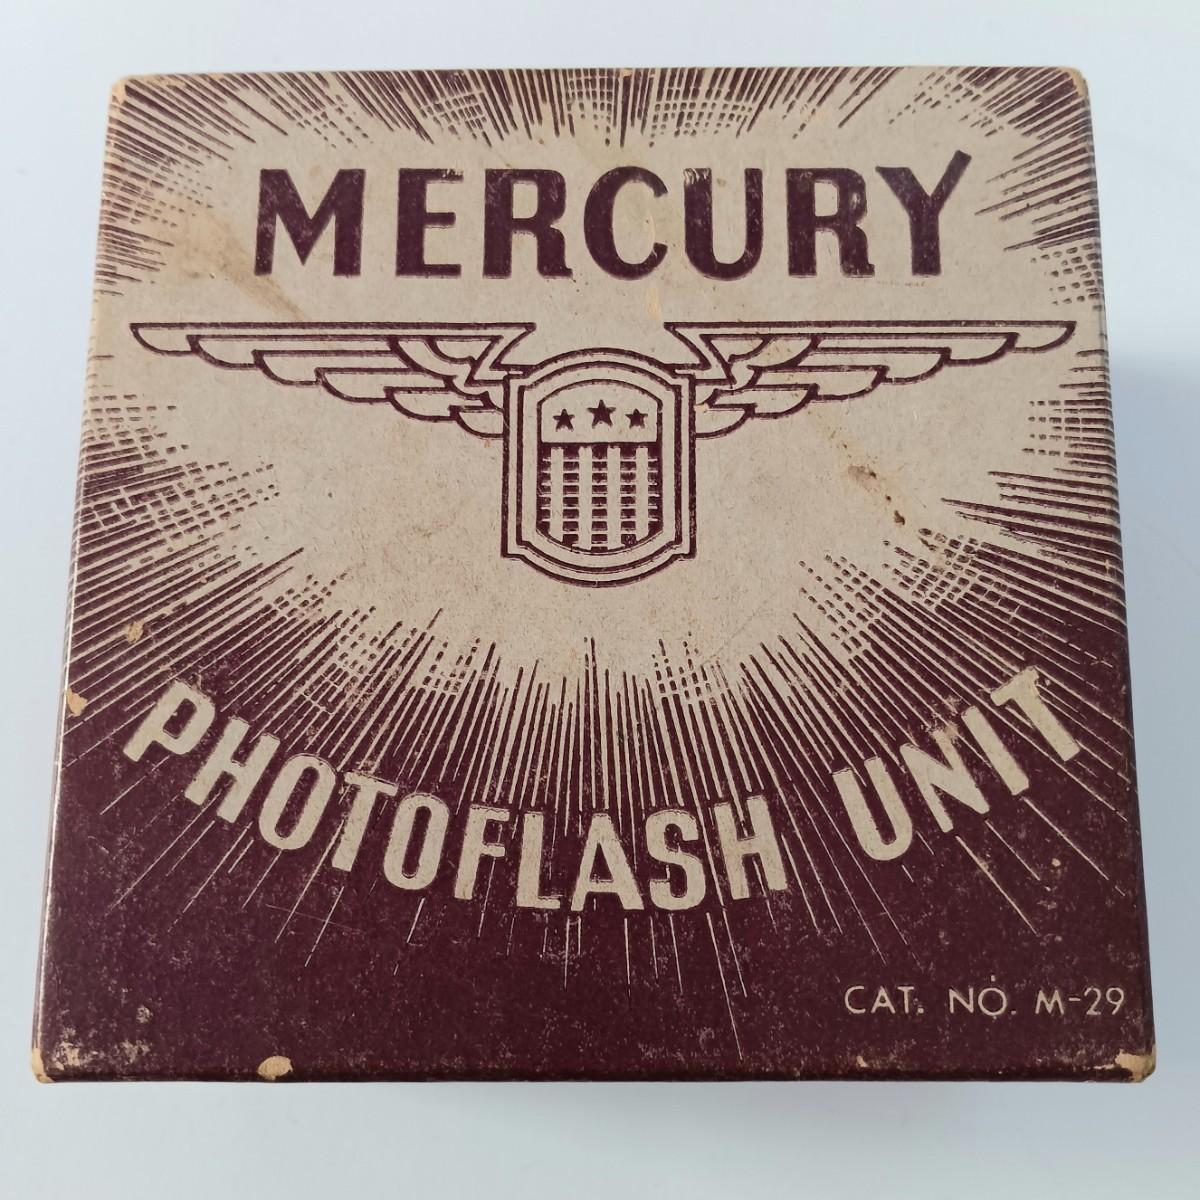 MERCURY
PHOTOFLASH UNIT
CAT. NO. M-29